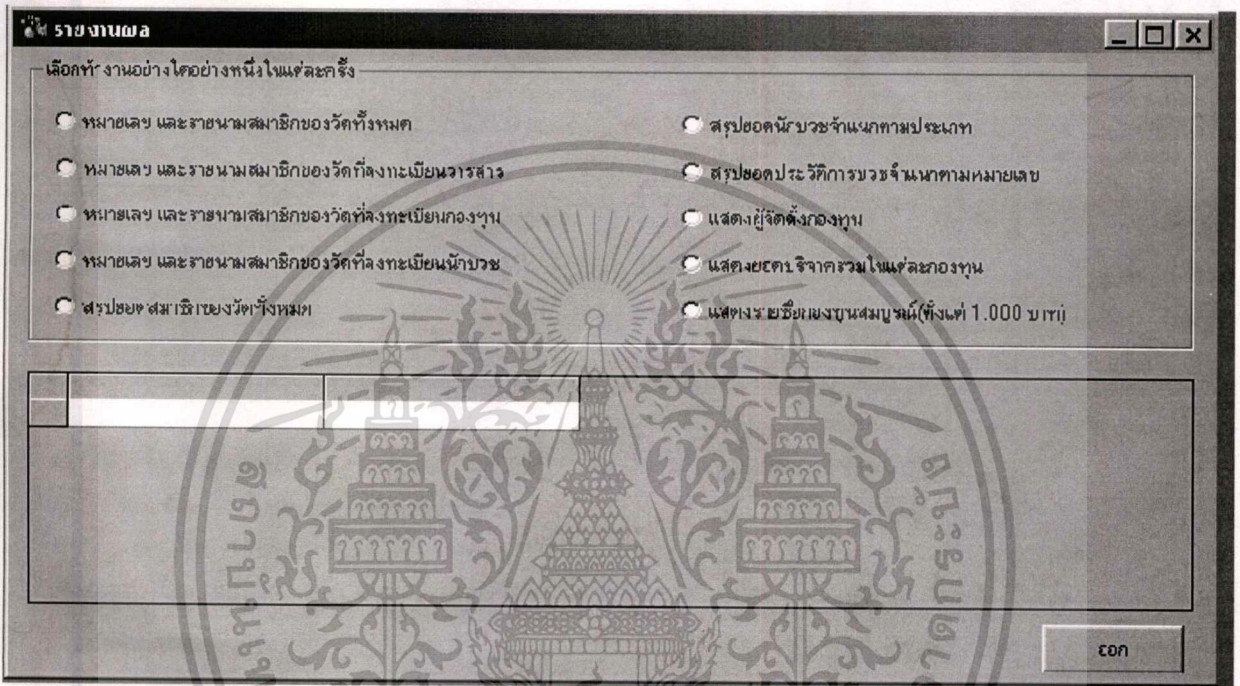 รายงานผล
เลือกทำงานอย่างใดอย่างหนึ่งในแต่ละครั้ง
หมายเลข และรายนามสมาชิกของวัดทั้งหมด
หมายเลข และรายนามสมาชิกของวัดที่ลงทะเบียนวารสาร
หมายเลข และรายนามสมาชิกของวัดที่ลงทะเบียนกองทุน
หมายเลข และรายนามสมาชิกของวัดที่ลงทะเบียนนักบวช
สรุปยอดสมาชิกของวัดทั้งหมด
สรุปยอดนักบวชจำแนกตามประเภท
สรุปยอดประวัติการบวชจำแนกตามหมายเลข
แสดงผู้จัดตั้งกองทุน
แสดงยอดบริจาครวมในแต่ละกองทุน
แสดงรายชื่อกองทุนสมบูรณ์(ตั้งแต่ 1.000 บาท)
ออก